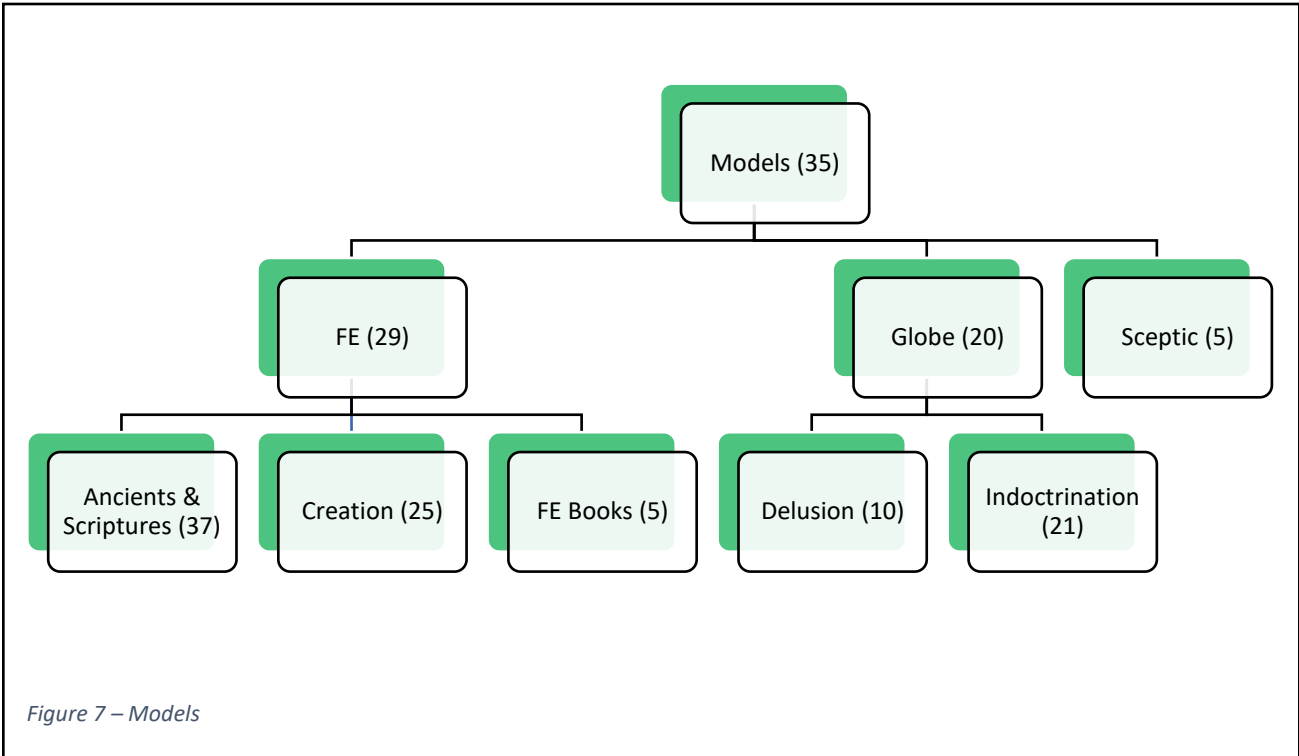 Models (35)
FE (29)
Globe (20)
Sceptic (5)
Ancients &
Scriptures (37)
Creation (25)
FE Books (5)
Delusion (10)
Indoctrination
(21)
Figure 7 – Models